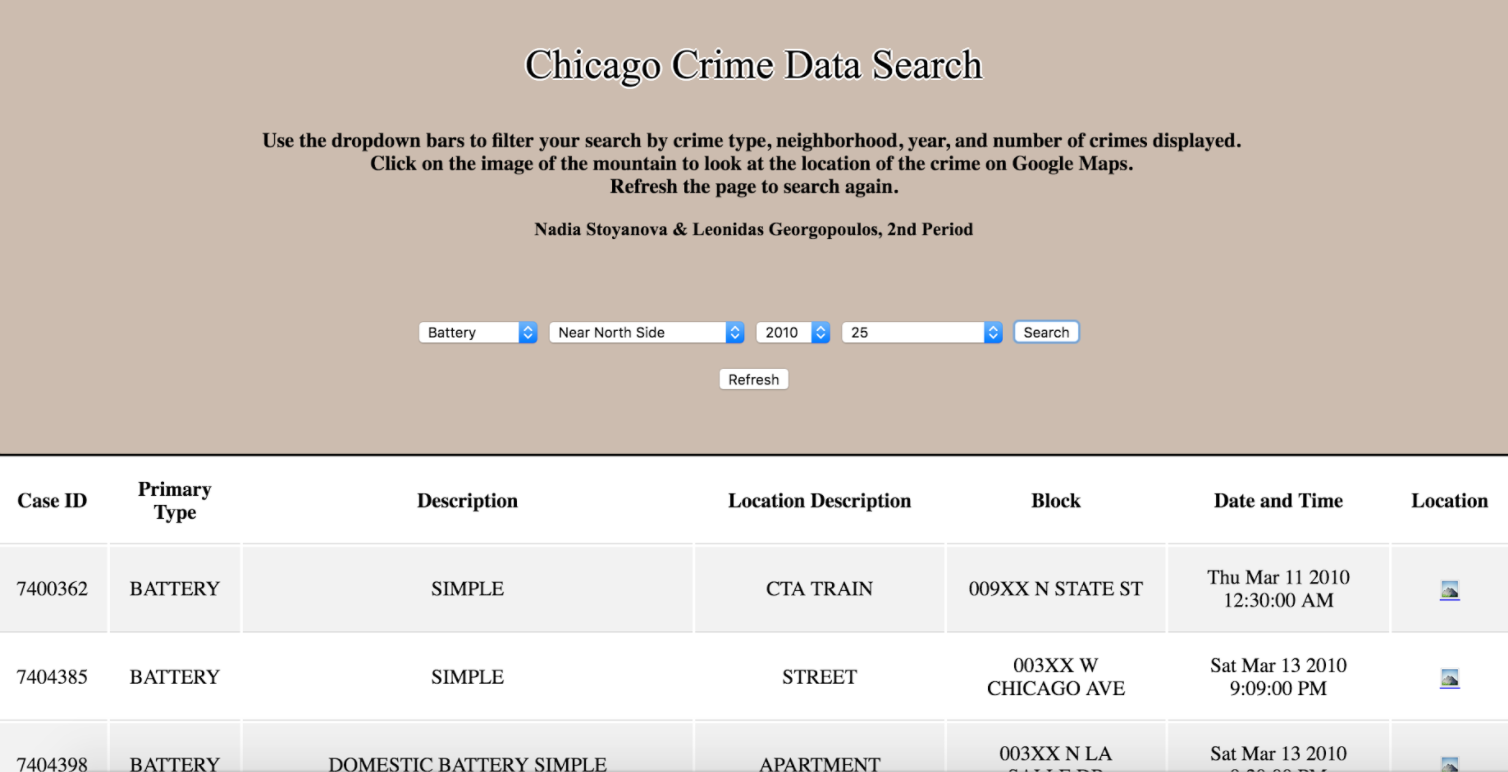 Chicago Crime Data Search
Use the dropdown bars to filter your search by crime type, neighborhood, year, and number of crimes displayed.
Click on the image of the mountain to look at the location of the crime on Google Maps.
Refresh the page to search again.
Nadia Stoyanova & Leonidas Georgopoulos, 2nd Period
Battery Near North Side 2010 25 Search
Refresh
Case ID Primary Type Description Location Description Block Date and Time Location
7400362 BATTERY SIMPLE CTA TRAIN 009XX N STATE ST Thu Mar 11 2010 12:30:00 AM
7404385 BATTERY SIMPLE STREET 003XX W CHICAGO AVE Sat Mar 13 2010 9:09:00 PM
7404398 BATTERY DOMESTIC BATTERY SIMPLE APARTMENT 003XX N LA Sat Mar 13 2010